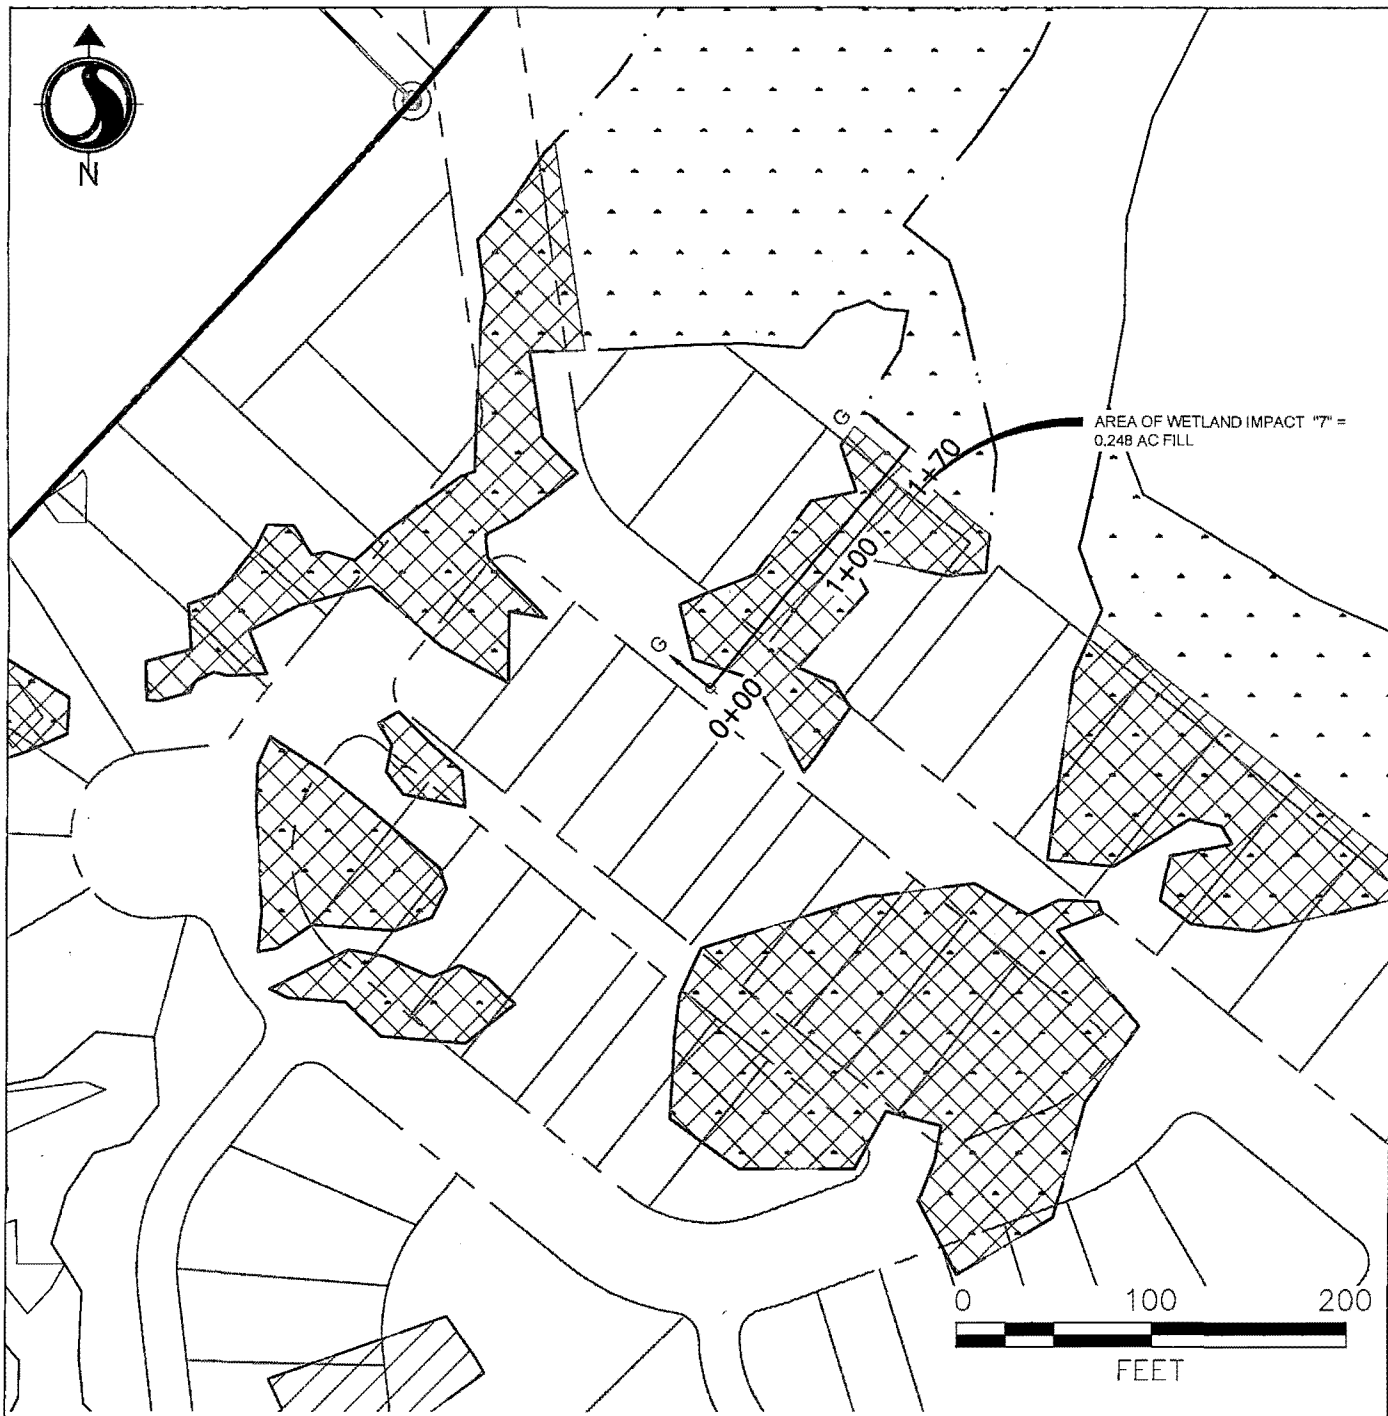 N
G
1+70
AREA OF WETLAND IMPACT "7" =
0.248 AC FILL
1+00
G
0+00
0 100 200
FEET